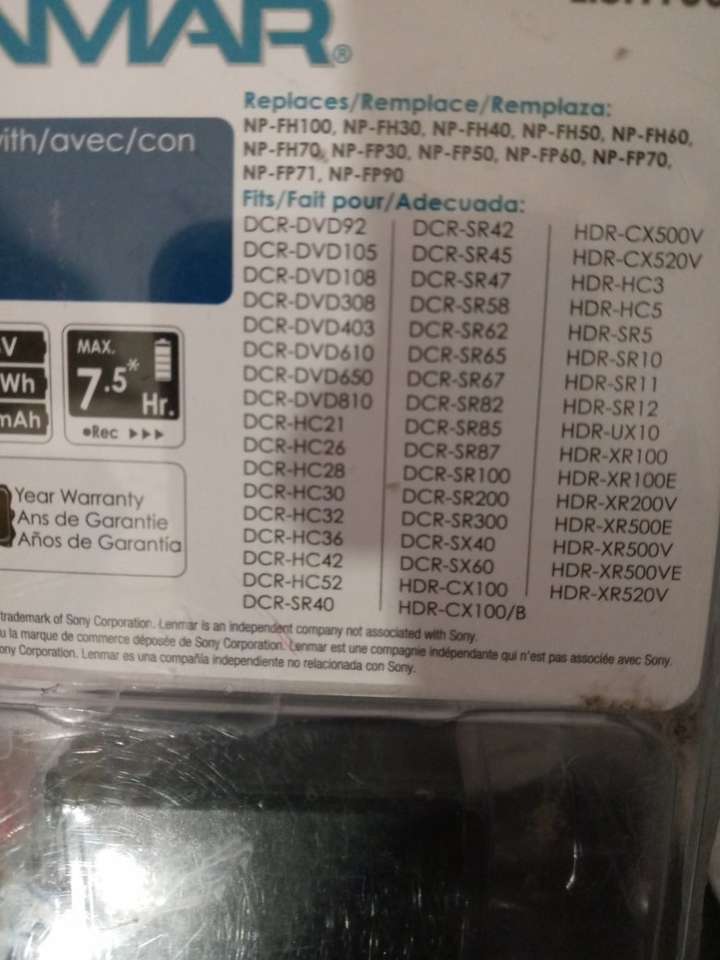 NMAR®
Replaces/Remplace/Remplaza:
NP-FH100, NP-FH30, NP-FH40, NP-FH50, NP-FH60,
NP-FH70, NP-FP30, NP-FP50, NP-FP60, NP-FP70,
NP-FP71, NP-FP90
with/avec/con
Fits/Fait pour/Adecuada:
DCR-DVD92
DCR-DVD105
DCR-DVD108
DCR-DVD308
DCR-DVD403
DCR-DVD610
DCR-DVD650
DCR-DVD810
DCR-HC21
DCR-HC26
DCR-HC28
DCR-HC30
DCR-HC32
DCR-HC36
DCR-HC42
DCR-HC52
DCR-SR40
DCR-SR42
DCR-SR45
DCR-SR47
DCR-SR58
DCR-SR62
DCR-SR65
DCR-SR67
DCR-SR82
DCR-SR85
DCR-SR87
DCR-SR100
DCR-SR200
DCR-SR300
DCR-SX40
DCR-SX60
HDR-CX100
HDR-CX100/B
HDR-CX500V
HDR-CX520V
HDR-HC3
HDR-HC5
HDR-SR5
HDR-SR10
HDR-SR11
HDR-SR12
HDR-UX10
HDR-XR100
HDR-XR100E
HDR-XR200V
HDR-XR500E
HDR-XR500V
HDR-XR500VE
HDR-XR520V
V
Wh
mAh
MAX.
7.5* Hr.
•Rec ►►►
Year Warranty
Ans de Garantie
Años de Garantía
trademark of Sony Corporation. Lenmar is an independent company not associated with Sony.
u la marque de commerce déposée de Sony Corporation. Lenmar est une compagnie indépendante qui n'est pas associée avec Sony.
ony Corporation. Lenmar es una compañía independiente no relacionada con Sony.